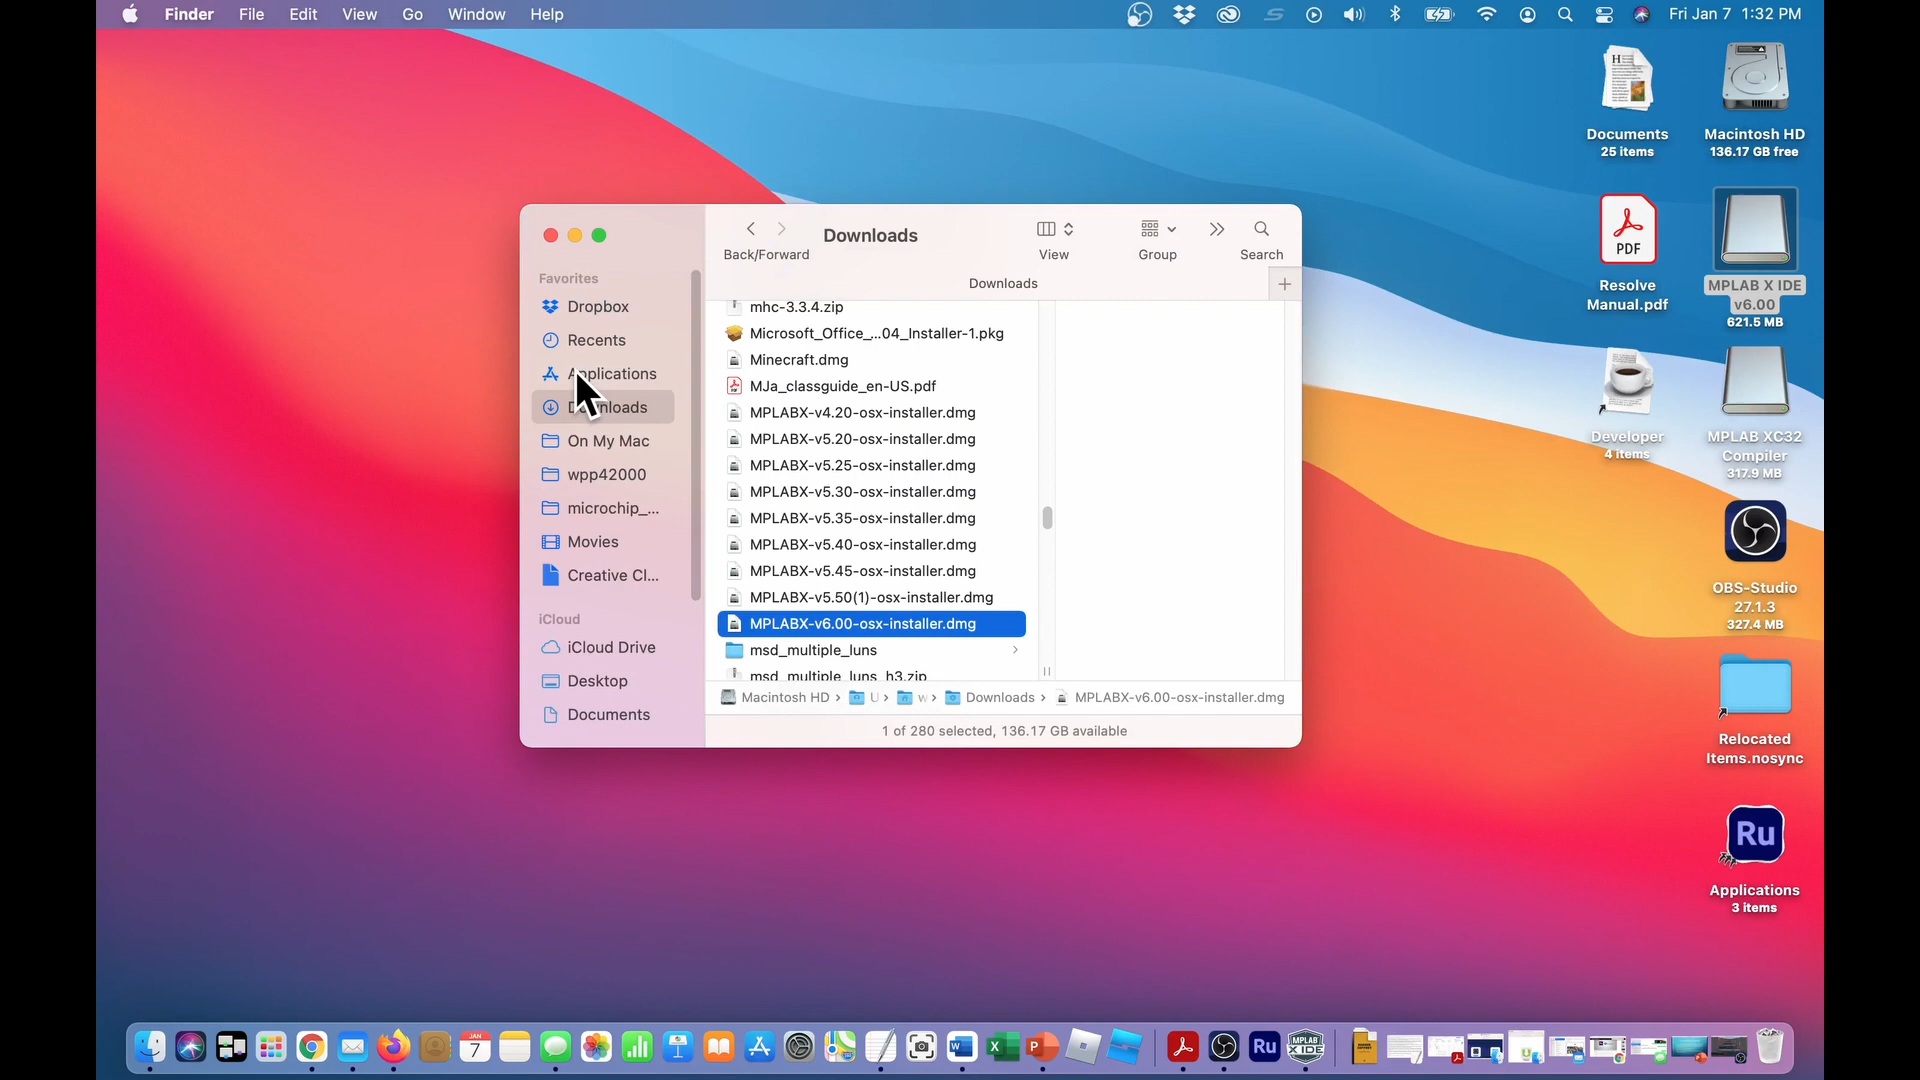 Finder File Edit View Go Window Help
Fri Jan 7 1:32 PM
Documents
25 items
Macintosh HD
136.17 GB free
PDF
Resolve
Manual.pdf
MPLAB X IDE
v6.00
621.5 MB
Developer
4 items
MPLAB XC32
Compiler
317.9 MB
OBS-Studio
27.1.3
327.4 MB
Relocated
Items.nosync
Ru
Applications
3 items
Back/Forward
Downloads
View
Group
Search
Downloads
Favorites
Dropbox
Recents
Applications
Downloads
On My Mac
wpp42000
microchip_...
Movies
Creative Cl...
iCloud
iCloud Drive
Desktop
Documents
mhc-3.3.4.zip
Microsoft_Office_...04_Installer-1.pkg
Minecraft.dmg
MJa_classguide_en-US.pdf
MPLABX-v4.20-osx-installer.dmg
MPLABX-v5.20-osx-installer.dmg
MPLABX-v5.25-osx-installer.dmg
MPLABX-v5.30-osx-installer.dmg
MPLABX-v5.35-osx-installer.dmg
MPLABX-v5.40-osx-installer.dmg
MPLABX-v5.45-osx-installer.dmg
MPLABX-v5.50(1)-osx-installer.dmg
MPLABX-v6.00-osx-installer.dmg
msd_multiple_luns
msd_multiple_luns_h3.zip
Macintosh HD › U › w › Downloads › MPLABX-v6.00-osx-installer.dmg
1 of 280 selected, 136.17 GB available
JAN
7
W
X
P
Ru
MPLAB
X IDE